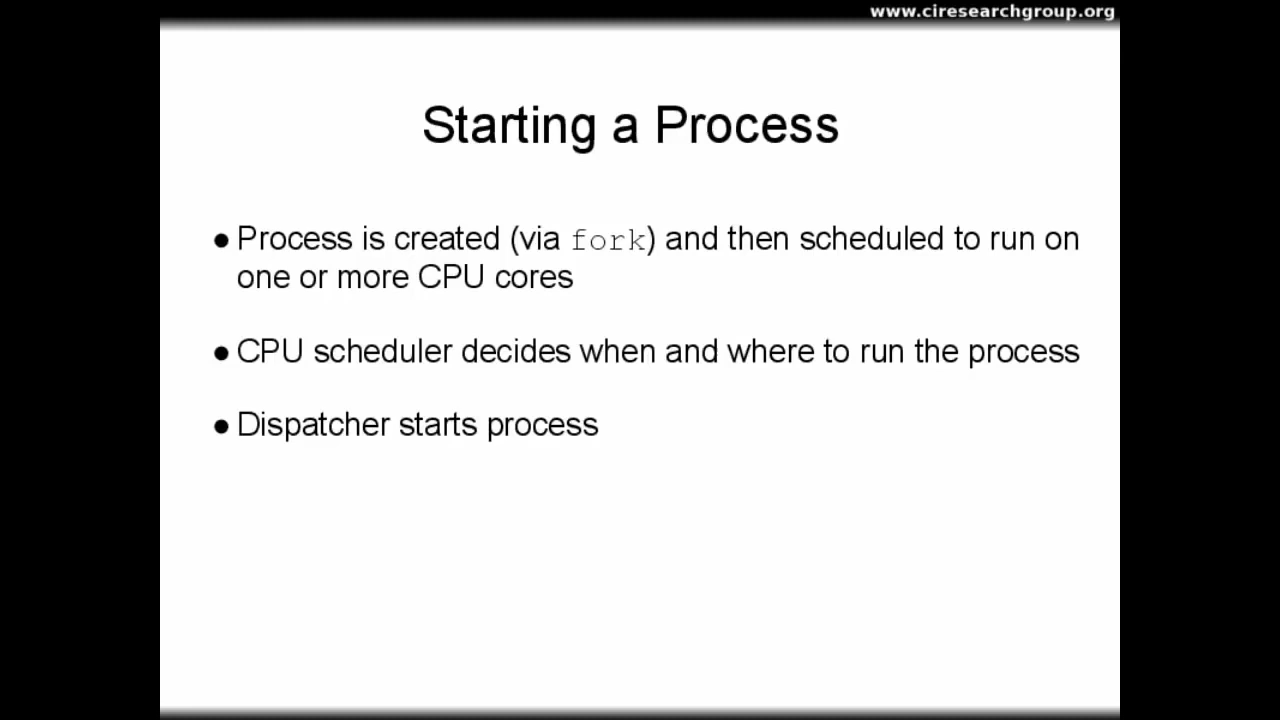 www.ciresearchgroup.org
Starting a Process
● Process is created (via fork) and then scheduled to run on
one or more CPU cores
● CPU scheduler decides when and where to run the process
● Dispatcher starts process